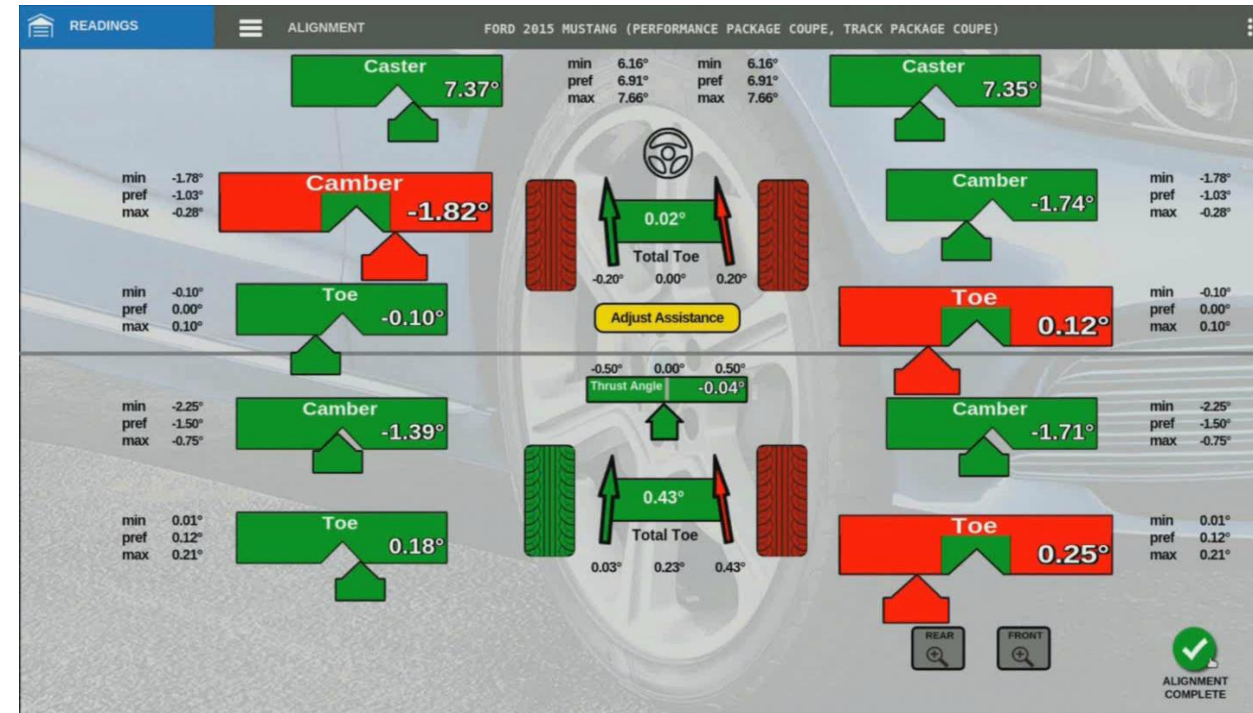 READINGS
ALIGNMENT
FORD 2015 MUSTANG (PERFORMANCE PACKAGE COUPE, TRACK PACKAGE COUPE)
Caster
7.37°
min 6.16°
pref 6.91°
max 7.66°
min 6.16°
pref 6.91°
max 7.66°
Caster
7.35°
min -1.78°
pref -1.03°
max -0.28°
Camber
-1.82°
0.02°
Total Toe
-0.20° 0.00° 0.20°
Camber
-1.74°
min -1.78°
pref -1.03°
max -0.28°
min -0.10°
pref 0.00°
max 0.10°
Toe
-0.10°
Adjust Assistance
Toe
0.12°
min -0.10°
pref 0.00°
max 0.10°
-0.50° 0.00° 0.50°
Thrust Angle -0.04°
min -2.25°
pref -1.50°
max -0.75°
Camber
-1.39°
Camber
-1.71°
min -2.25°
pref -1.50°
max -0.75°
0.43°
Total Toe
0.03° 0.23° 0.43°
min 0.01°
pref 0.12°
max 0.21°
Toe
0.18°
Toe
0.25°
min 0.01°
pref 0.12°
max 0.21°
REAR
FRONT
ALIGNMENT
COMPLETE